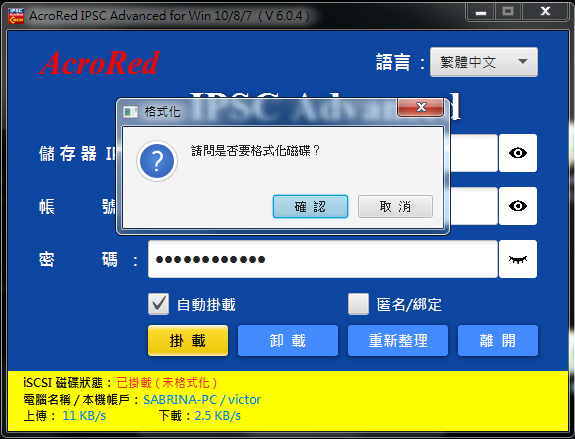 AcroRed IPSC Advanced for Win 10/8/7 ( V 6.0.4 )
AcroRed
語言 : 繁體中文
IPSC Advanced
格式化
請問是否要格式化磁碟？
確 認 取 消
儲 存 器 IP
帳 號
密 碼 : ●●●●●●●●●●●●
自動掛載 匿名/綁定
掛 載 卸 載 重新整理 離 開
iSCSI 磁碟狀態 : 已掛載 ( 未格式化 )
電腦名稱 / 本機帳戶 : SABRINA-PC / victor
上傳 : 11 KB/s 下載 : 2.5 KB/s